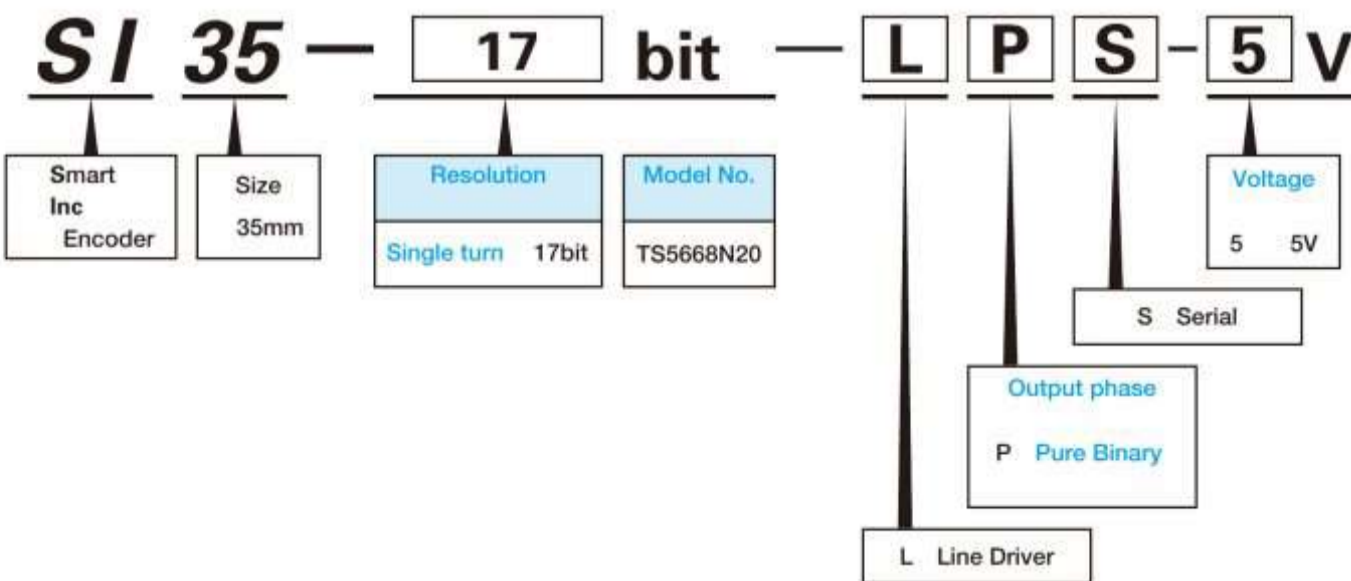 SI 35 — 17 bit — L P S - 5 V
Smart
Inc
Encoder
Size
35mm
Resolution
Single turn 17bit
Model No.
TS5668N20
Voltage
5 5V
S Serial
Output phase
P Pure Binary
L Line Driver